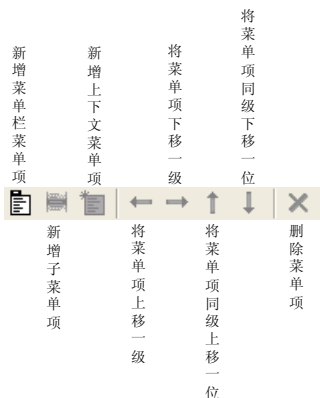 新增菜单栏菜单项
新增上下文菜单项
将菜单项下移一级
将菜单项同级下移一位
新增子菜单项
将菜单项上移一级
将菜单项同级上移一位
删除菜单项